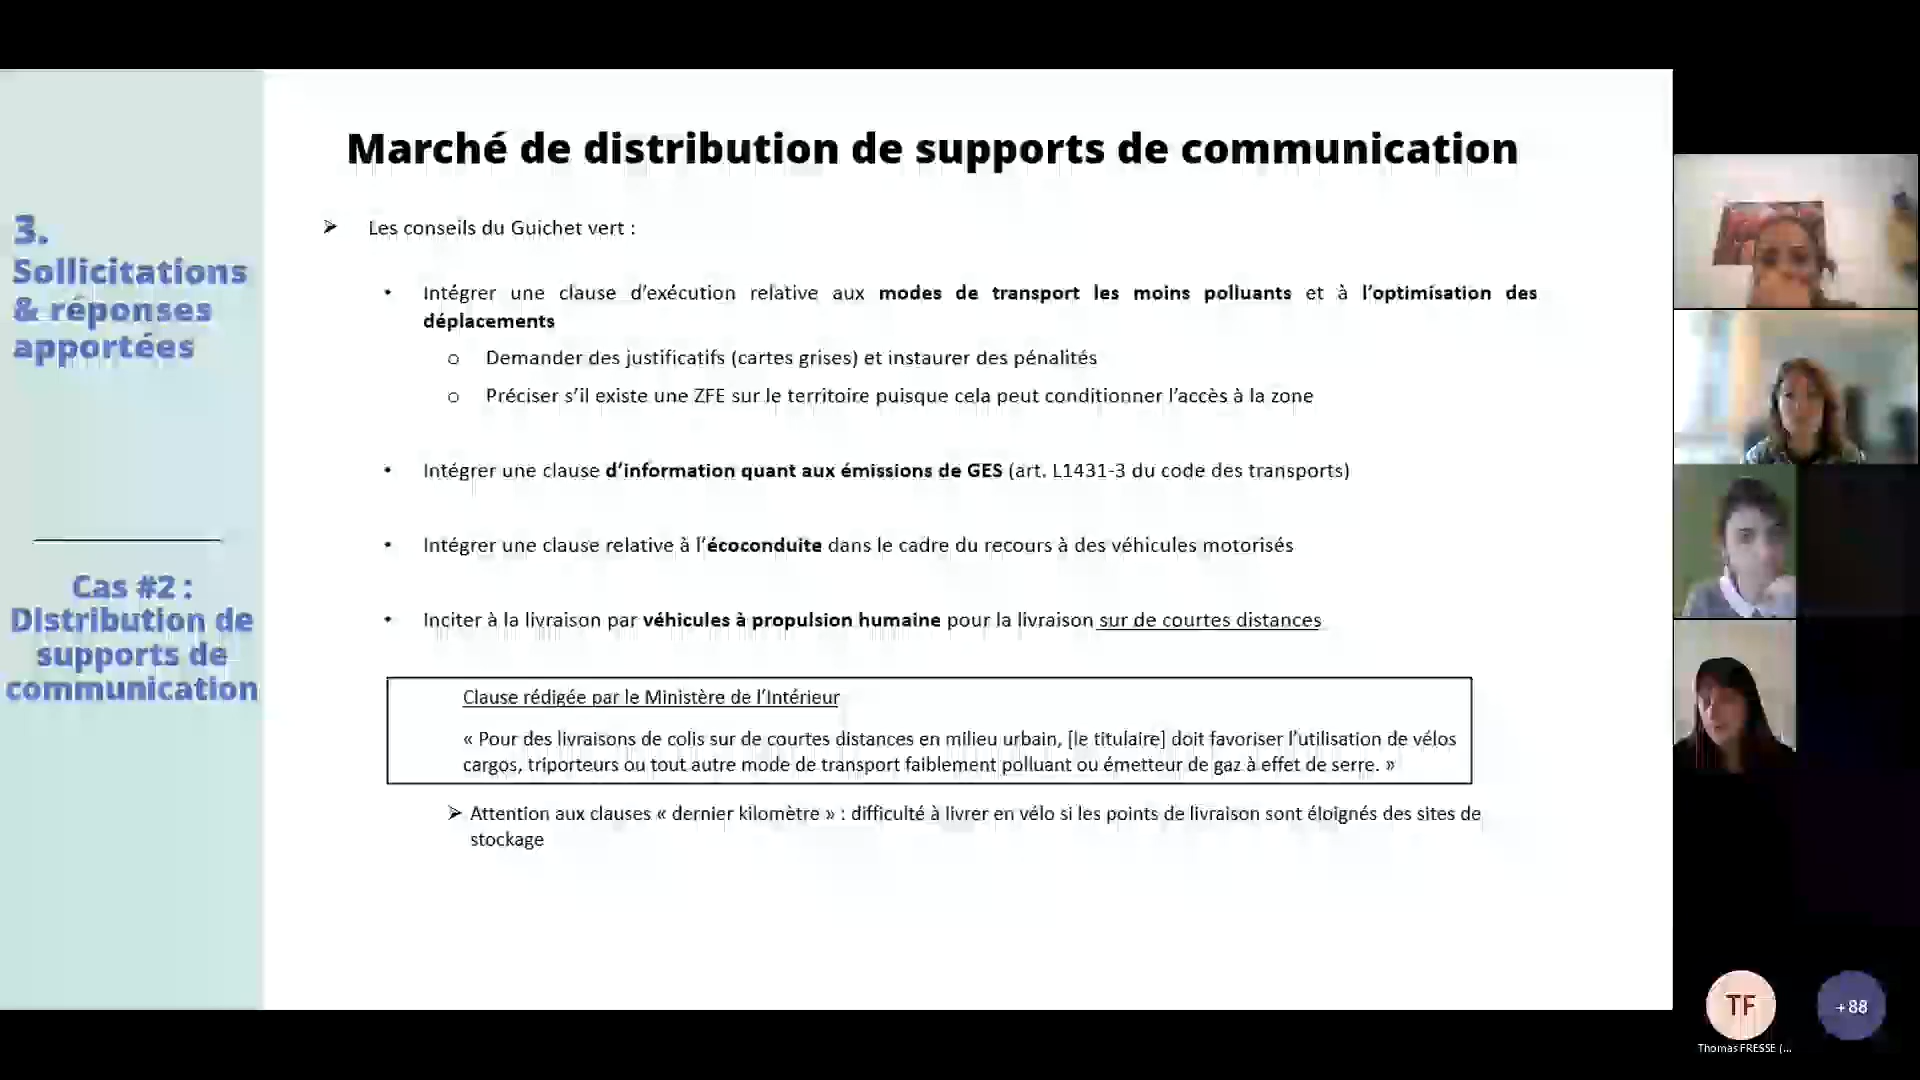 3.
Sollicitations
& réponses
apportées
Cas #2 :
Distribution de
supports de
communication
Marché de distribution de supports de communication
➢ Les conseils du Guichet vert :
• Intégrer une clause d’exécution relative aux modes de transport les moins polluants et à l’optimisation des
déplacements
o Demander des justificatifs (cartes grises) et instaurer des pénalités
o Préciser s’il existe une ZFE sur le territoire puisque cela peut conditionner l’accès à la zone
• Intégrer une clause d’information quant aux émissions de GES (art. L1431-3 du code des transports)
• Intégrer une clause relative à l’écoconduite dans le cadre du recours à des véhicules motorisés
• Inciter à la livraison par véhicules à propulsion humaine pour la livraison sur de courtes distances
Clause rédigée par le Ministère de l’Intérieur
« Pour des livraisons de colis sur de courtes distances en milieu urbain, [le titulaire] doit favoriser l’utilisation de vélos
cargos, triporteurs ou tout autre mode de transport faiblement polluant ou émetteur de gaz à effet de serre. »
➢ Attention aux clauses « dernier kilomètre » : difficulté à livrer en vélo si les points de livraison sont éloignés des sites de
stockage
TF
+88
Thomas FRESSE (...